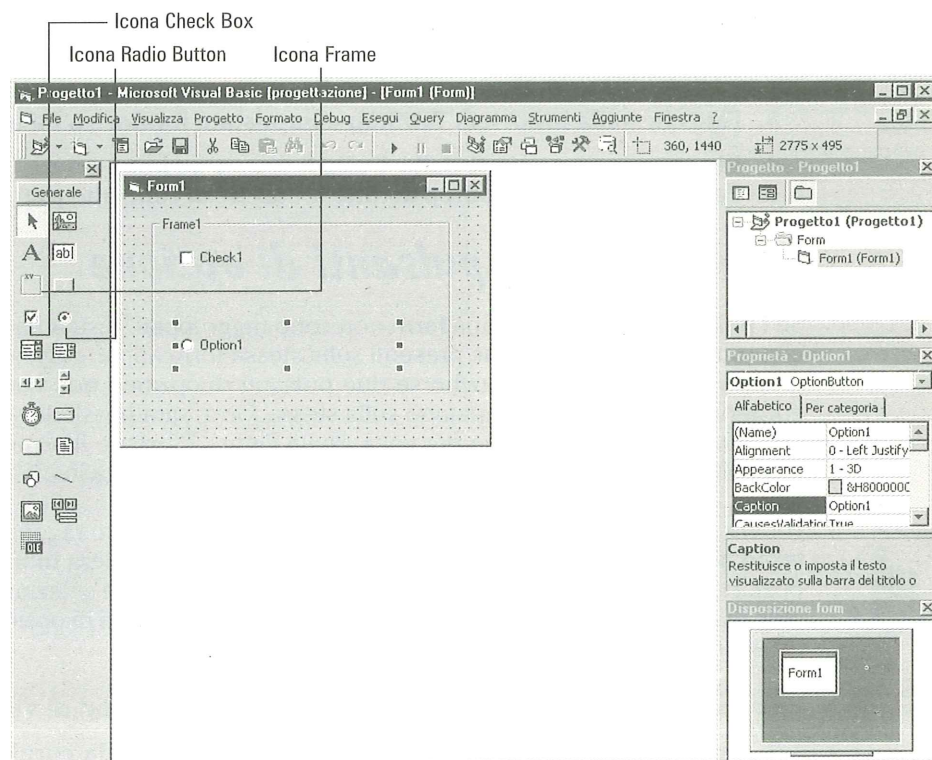 Icona Check Box
Icona Radio Button
Icona Frame
Progetto1 - Microsoft Visual Basic [progettazione] - [Form1 (Form)]
File Modifica Visualizza Progetto Formato Debug Esegui Query Diagramma Strumenti Aggiunte Finestra ?
360, 1440
2775 x 495
Generale
Form1
Frame1
Check1
Option1
A
ab
XY
OLE
Progetto - Progetto1
Progetto1 (Progetto1)
Form
Form1 (Form1)
Proprietà - Option1
Option1 OptionButton
Alfabetico
Per categoria
(Name) Option1
Alignment 0 - Left Justify
Appearance 1 - 3D
BackColor &H8000000
Caption Option1
CausesValidation True
Caption
Restituisce o imposta il testo
visualizzato sulla barra del titolo o
Disposizione form
Form1